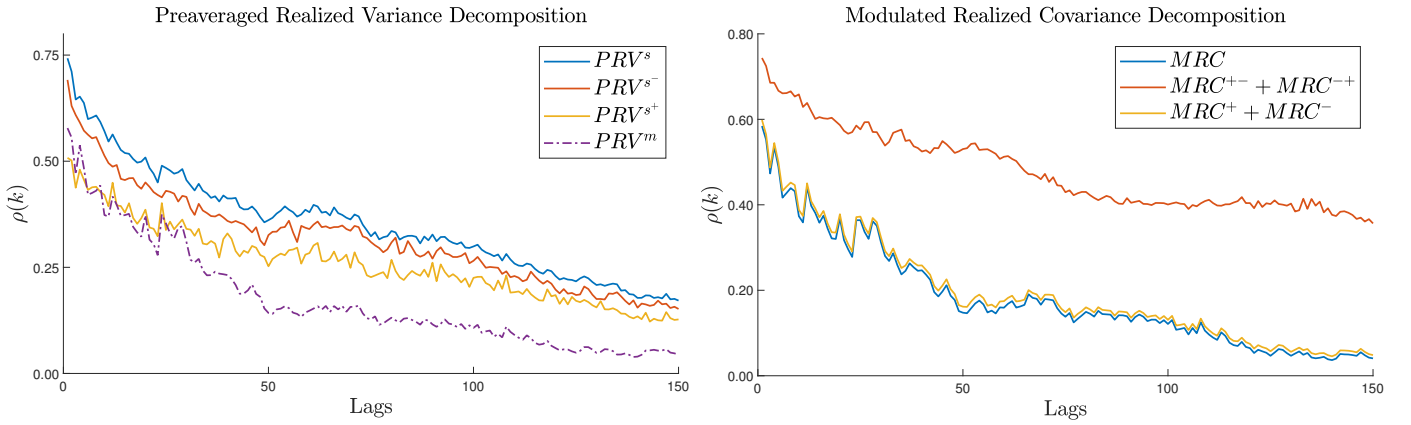 Preaveraged Realized Variance Decomposition
0.75
0.50
0.25
0.00
ρ(k)
0 50 100 150
Lags
PRV^s
PRV^{s^-}
PRV^{s^+}
PRV^m
Modulated Realized Covariance Decomposition
0.80
0.60
0.40
0.20
0.00
ρ(k)
0 50 100 150
Lags
MRC
MRC^{+-} + MRC^{-+}
MRC^+ + MRC^-